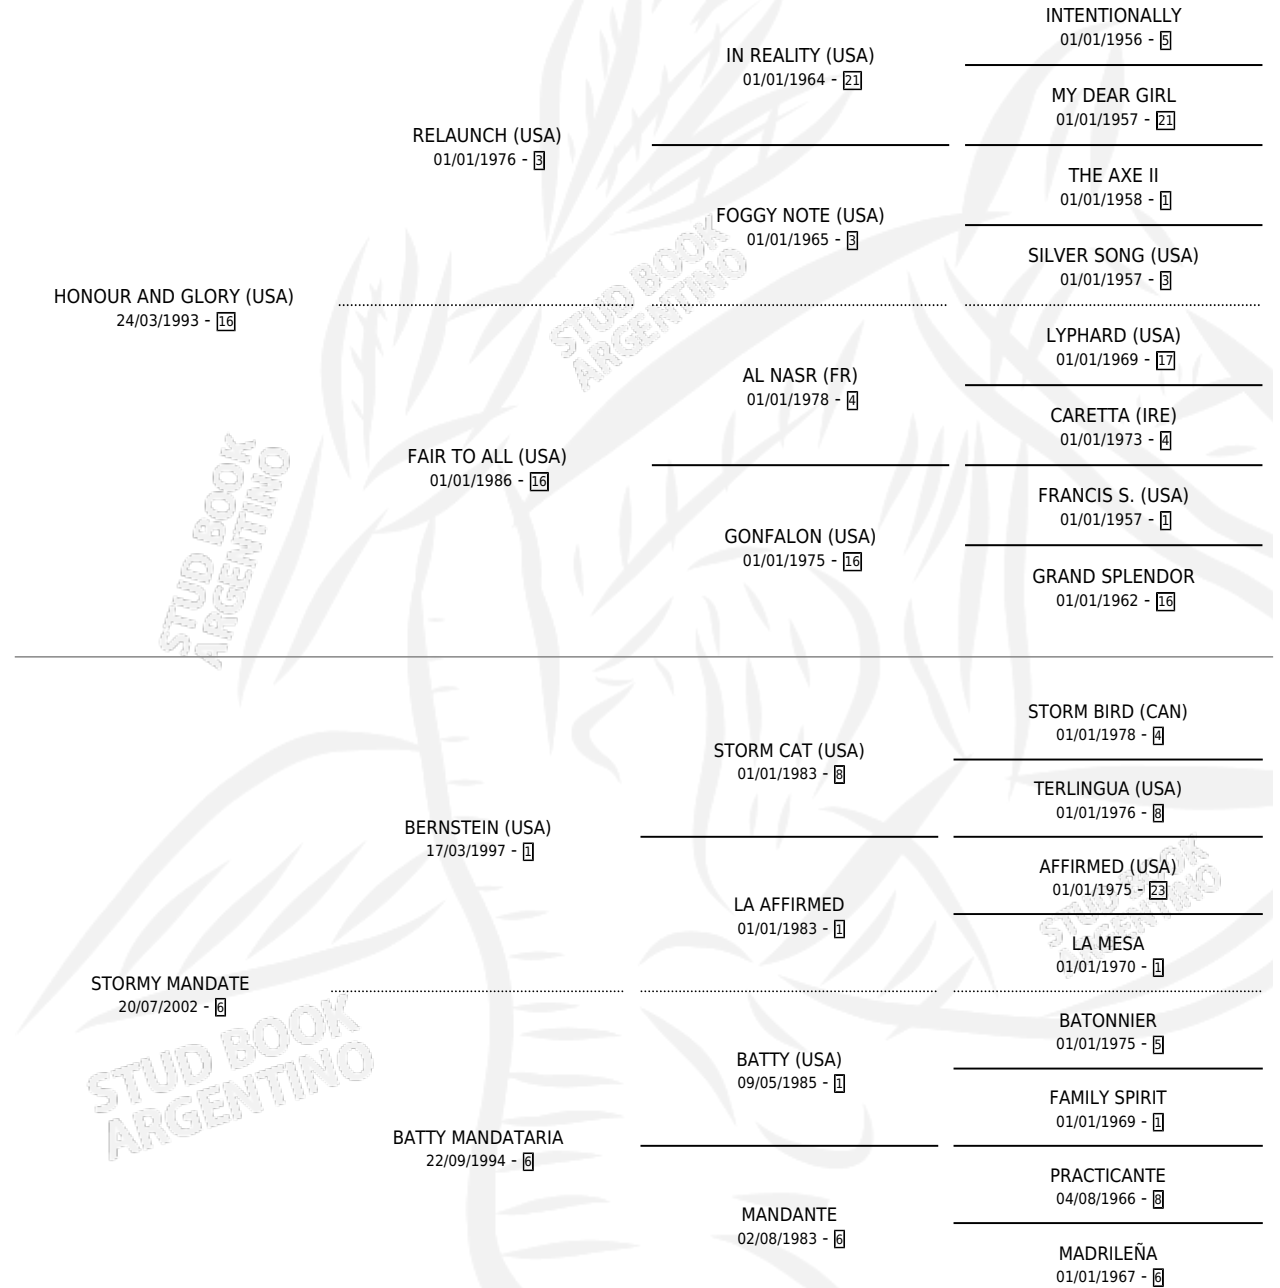 INTENTIONALLY
01/01/1956 - 5
IN REALITY (USA)
01/01/1964 - 21
MY DEAR GIRL
01/01/1957 - 21
RELAUNCH (USA)
01/01/1976 - 3
THE AXE II
01/01/1958 - 1
FOGGY NOTE (USA)
01/01/1965 - 3
SILVER SONG (USA)
01/01/1957 - 3
HONOUR AND GLORY (USA)
24/03/1993 - 16
LYPHARD (USA)
01/01/1969 - 17
AL NASR (FR)
01/01/1978 - 4
CARETTA (IRE)
01/01/1973 - 4
FAIR TO ALL (USA)
01/01/1986 - 16
FRANCIS S. (USA)
01/01/1957 - 1
GONFALON (USA)
01/01/1975 - 16
GRAND SPLENDOR
01/01/1962 - 16
STUD BOOK
ARGENTINO
STUD BOOK
ARGENTINO
STORM BIRD (CAN)
01/01/1978 - 4
STORM CAT (USA)
01/01/1983 - 8
TERLINGUA (USA)
01/01/1976 - 8
BERNSTEIN (USA)
17/03/1997 - 1
AFFIRMED (USA)
01/01/1975 - 23
LA AFFIRMED
01/01/1983 - 1
LA MESA
01/01/1970 - 1
STUD BOOK
ARGENTINO
STORMY MANDATE
20/07/2002 - 6
BATONNIER
01/01/1975 - 5
BATTY (USA)
09/05/1985 - 1
FAMILY SPIRIT
01/01/1969 - 1
BATTY MANDATARIA
22/09/1994 - 6
PRACTICANTE
04/08/1966 - 8
MANDANTE
02/08/1983 - 6
MADRILEÑA
01/01/1967 - 6
STUD BOOK
ARGENTINO